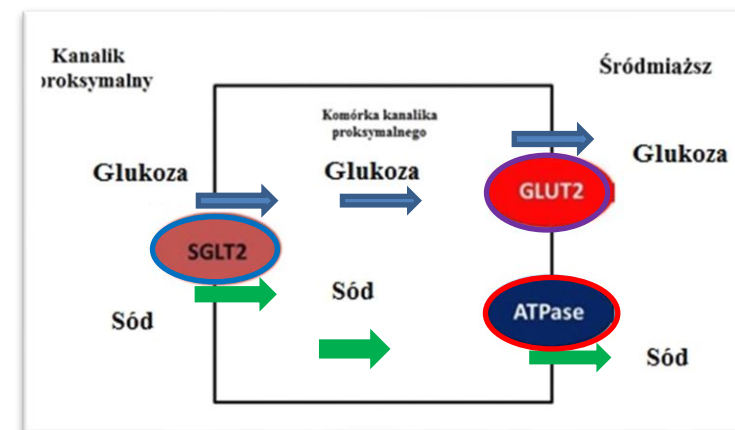 Kanalik
proksymalny
Śródmiąższ
Komórka kanalika
proksymalnego
Glukoza
Glukoza
Glukoza
GLUT2
SGLT2
Sód
Sód
ATPase
Sód